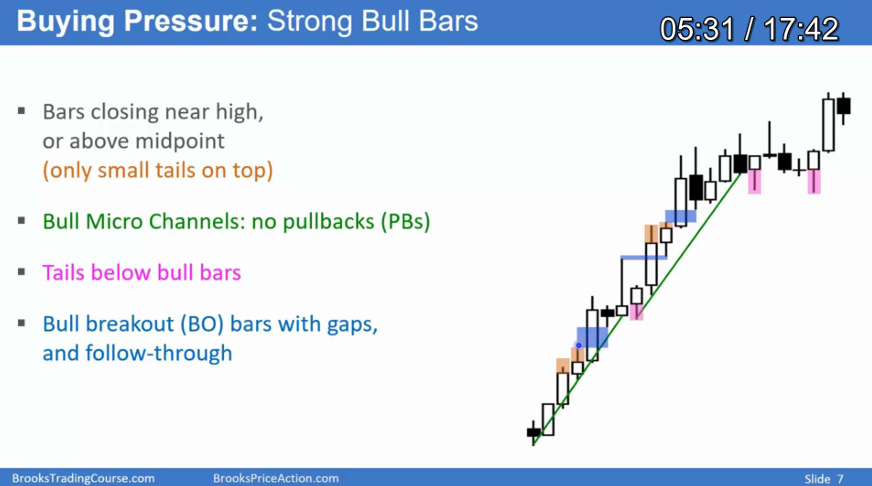 Buying Pressure: Strong Bull Bars
05:31 / 17:42
▪ Bars closing near high,
or above midpoint
(only small tails on top)
▪ Bull Micro Channels: no pullbacks (PBs)
▪ Tails below bull bars
▪ Bull breakout (BO) bars with gaps,
and follow-through
BrooksTradingCourse.com
BrooksPriceAction.com
Slide 7